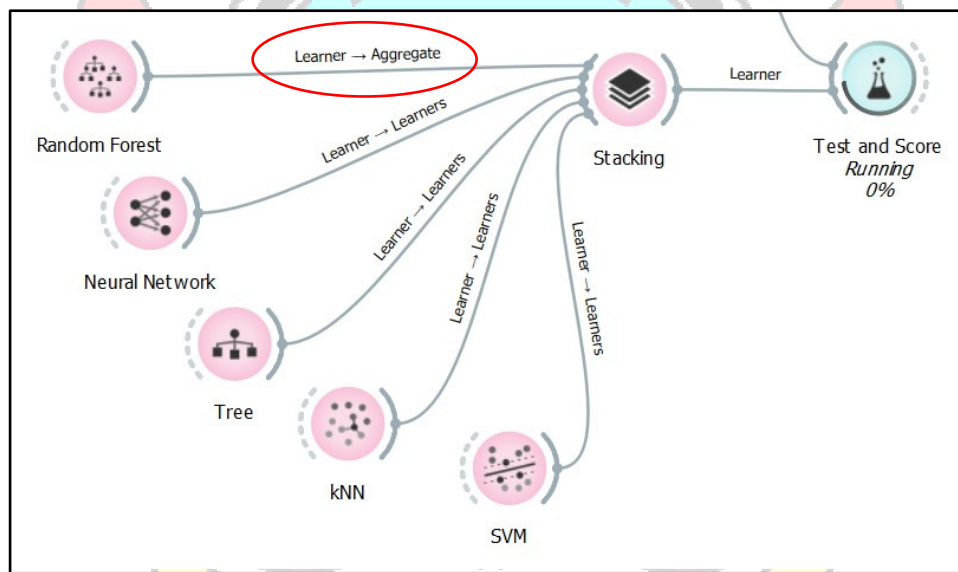 Learner → Aggregate
Random Forest
Learner → Learners
Neural Network
Learner → Learners
Tree
Learner → Learners
kNN
Learner → Learners
SVM
Stacking
Learner
Test and Score
Running
0%